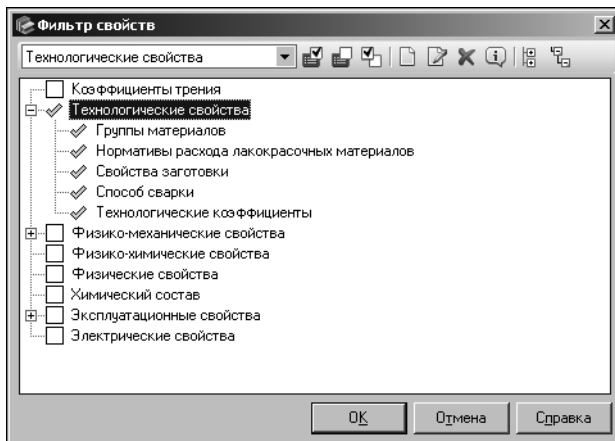 Фильтр свойств
Технологические свойства
Коэффициенты трения
Технологические свойства
Группы материалов
Нормативы расхода лакокрасочных материалов
Свойства заготовки
Способ сварки
Технологические коэффициенты
Физико-механические свойства
Физико-химические свойства
Физические свойства
Химический состав
Эксплуатационные свойства
Электрические свойства
OK Отмена Справка